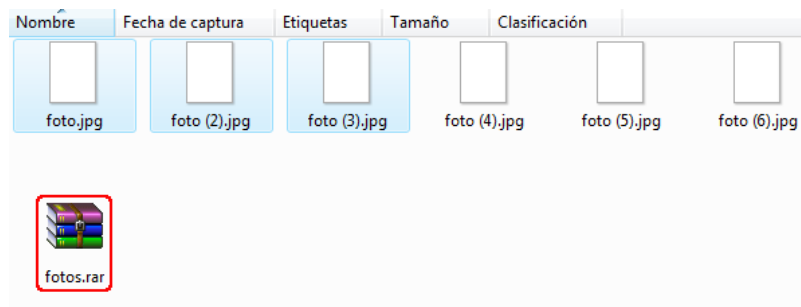 Nombre Fecha de captura Etiquetas Tamaño Clasificación
foto.jpg foto (2).jpg foto (3).jpg foto (4).jpg foto (5).jpg foto (6).jpg
fotos.rar